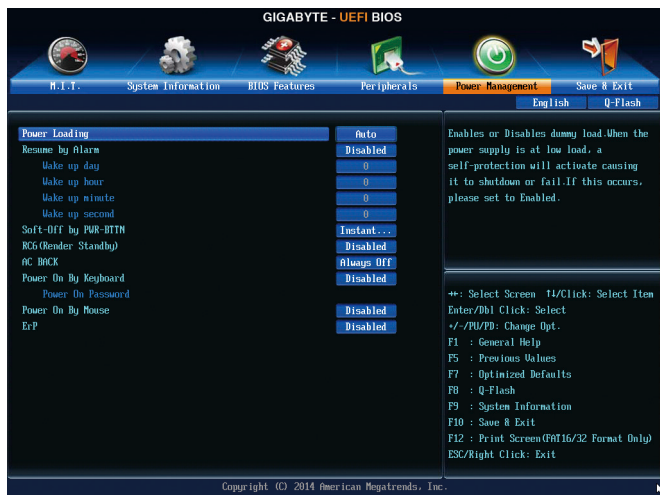 GIGABYTE - UEFI BIOS
M.I.T.
System Information
BIOS Features
Peripherals
Power Management
Save & Exit
English
Q-Flash
Power Loading Auto
Resume by Alarm Disabled
Wake up day 0
Wake up hour 0
Wake up minute 0
Wake up second 0
Soft-Off by PWR-BTTN Instant...
RC6(Render Standby) Disabled
AC BACK Always Off
Power On By Keyboard Disabled
Power On Password
Power On By Mouse Disabled
ErP Disabled
Enables or Disables dummy load.When the
power supply is at low load, a
self-protection will activate causing
it to shutdown or fail.If this occurs,
please set to Enabled.
→←: Select Screen ↑↓/Click: Select Item
Enter/Dbl Click: Select
+/-/PU/PD: Change Opt.
F1 : General Help
F5 : Previous Values
F7 : Optimized Defaults
F8 : Q-Flash
F9 : System Information
F10 : Save & Exit
F12 : Print Screen(FAT16/32 Format Only)
ESC/Right Click: Exit
Copyright (C) 2014 American Megatrends, Inc.